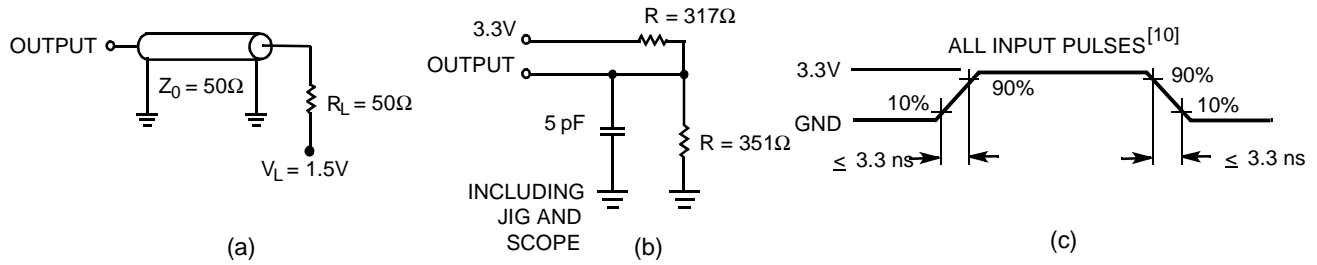 OUTPUT
Z0 = 50Ω
RL = 50Ω
VL = 1.5V
(a)
R = 317Ω
3.3V
OUTPUT
5 pF
R = 351Ω
INCLUDING
JIG AND
SCOPE
(b)
ALL INPUT PULSES[10]
3.3V
90%
90%
10%
10%
GND
≤ 3.3 ns
≤ 3.3 ns
(c)